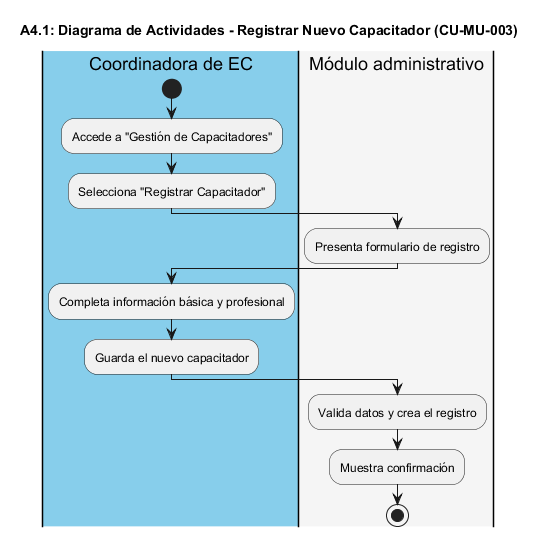 A4.1: Diagrama de Actividades - Registrar Nuevo Capacitador (CU-MU-003)
Coordinadora de EC
Módulo administrativo
Accede a "Gestión de Capacitadores"
Selecciona "Registrar Capacitador"
Presenta formulario de registro
Completa información básica y profesional
Guarda el nuevo capacitador
Valida datos y crea el registro
Muestra confirmación